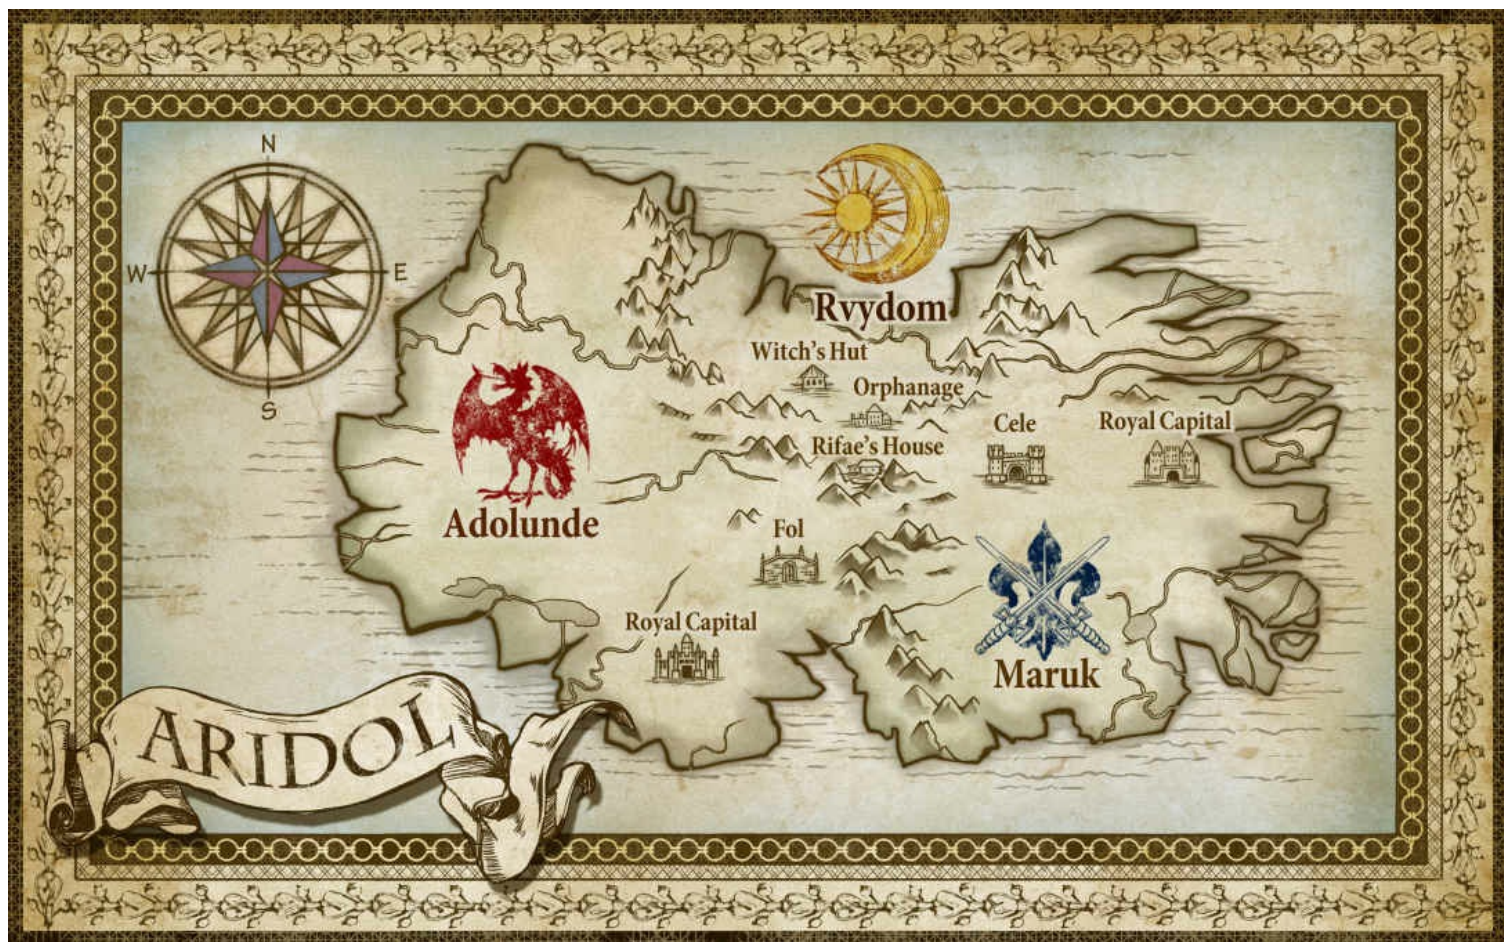 N
W
E
S
Rvydom
Witch's Hut
Orphanage
Cele
Royal Capital
Rifae's House
Adolunde
Fol
Royal Capital
Maruk
ARIDOL